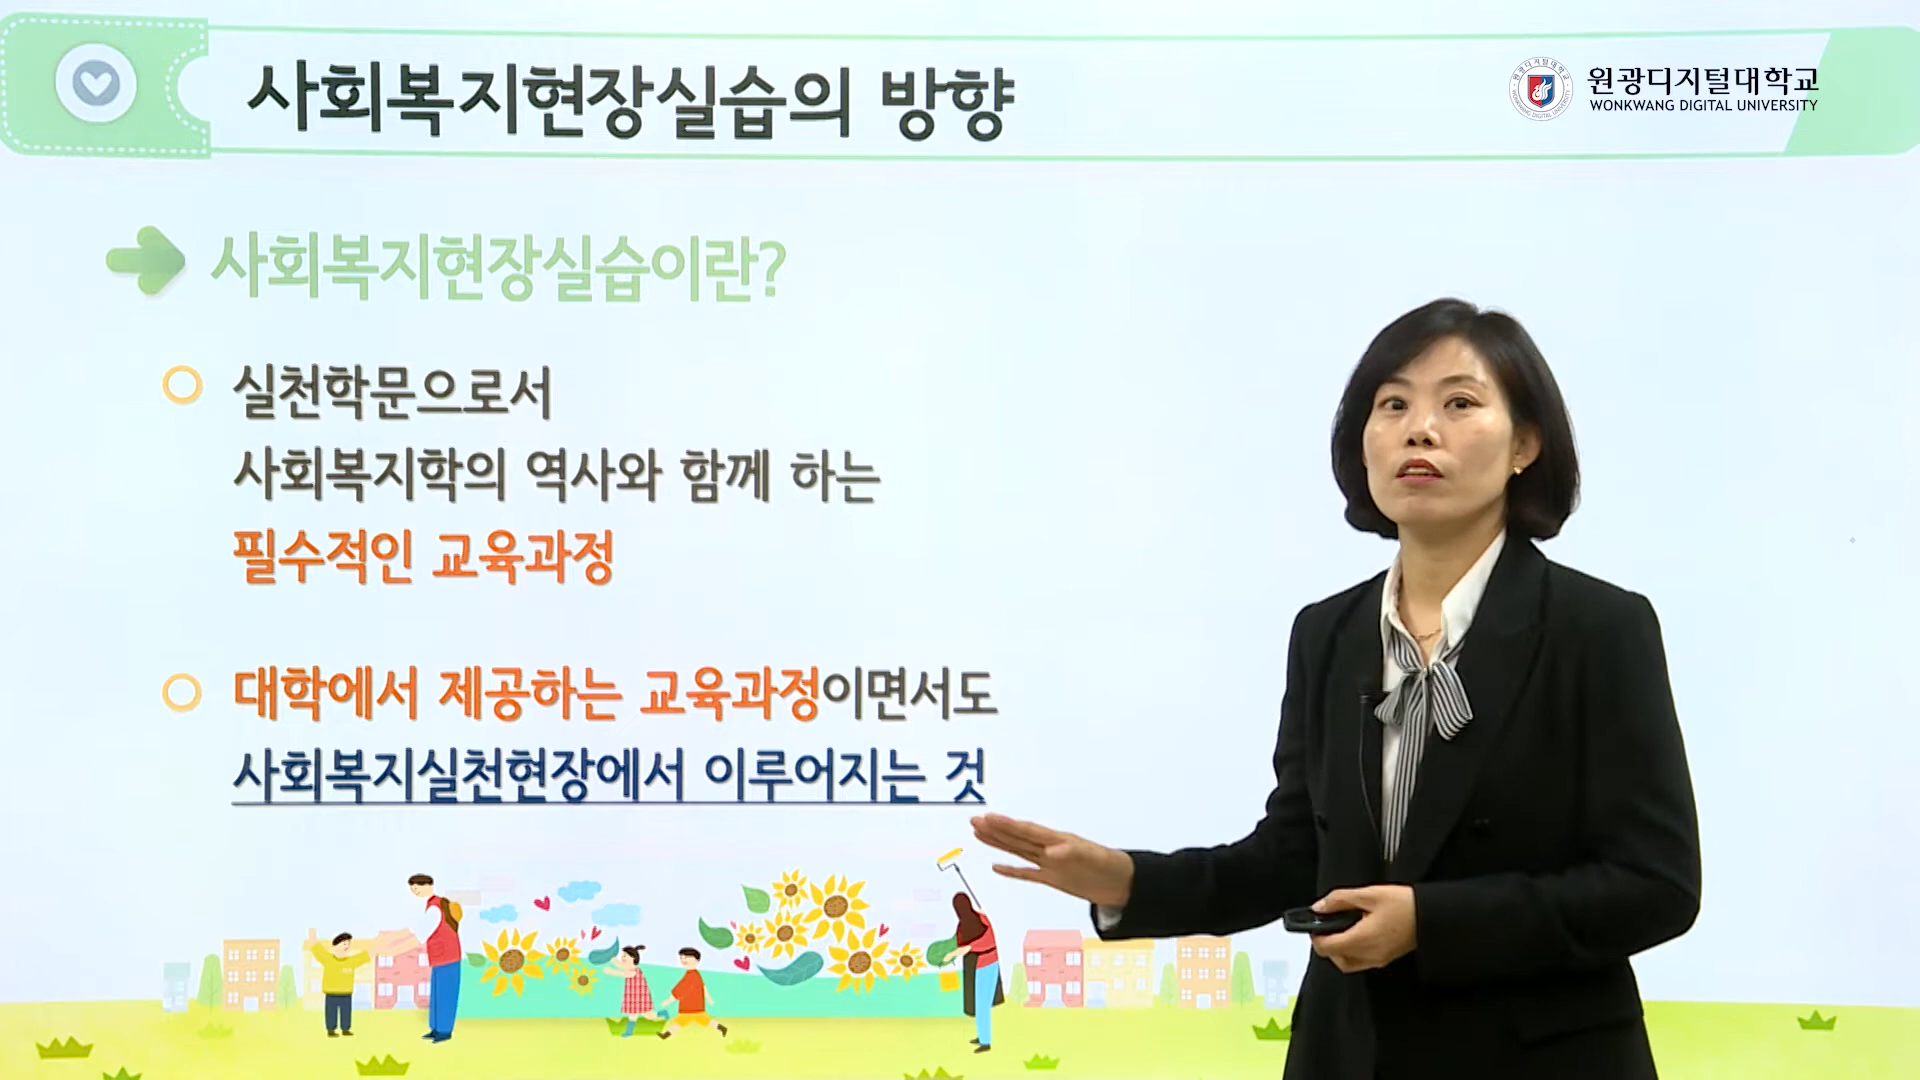 사회복지현장실습의 방향
원광디지털대학교
WONKWANG DIGITAL UNIVERSITY
사회복지현장실습이란?
실천학문으로서
사회복지학의 역사와 함께 하는
필수적인 교육과정
대학에서 제공하는 교육과정이면서도
사회복지실천현장에서 이루어지는 것